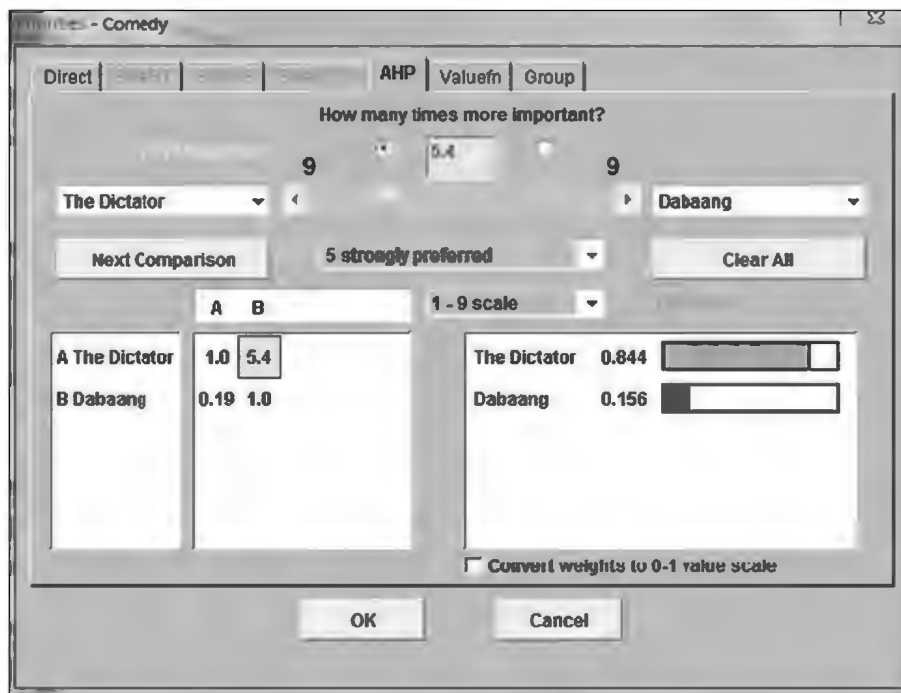 - Comedy
Direct AHP Valuefn Group
How many times more important?
5.4
9 9
The Dictator Dabaang
Next Comparison 5 strongly preferred Clear All
A B 1 - 9 scale
A The Dictator 1.0 5.4 The Dictator 0.844
B Dabaang 0.19 1.0 Dabaang 0.156
Convert weights to 0-1 value scale
OK Cancel